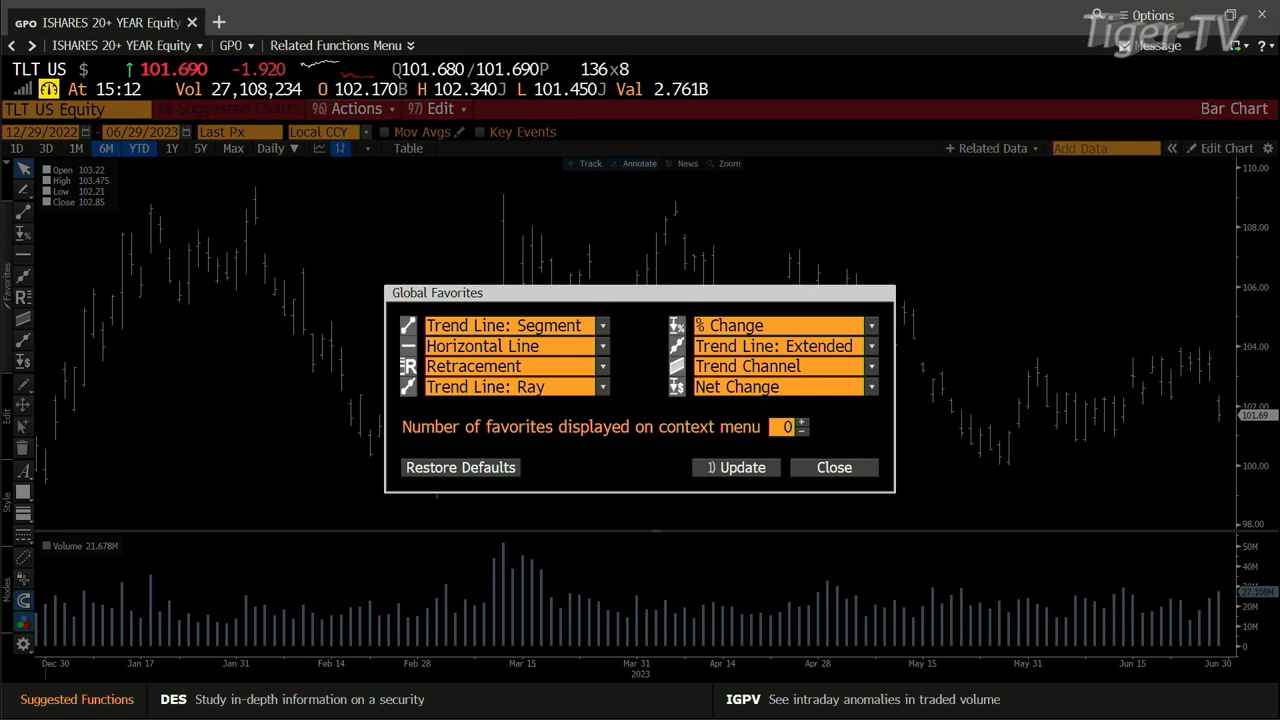 GPO ISHARES 20+ YEAR Equity
Options
Tiger-TV
ISHARES 20+ YEAR Equity GPO Related Functions Menu
Message ?
TLT US $ 101.690 -1.920 Q101.680/101.690P 136x8
At 15:12 Vol 27,108,234 O 102.170B H 102.340J L 101.450J Val 2.761B
TLT US Equity 98) Suggested Charts 96) Actions 97) Edit Bar Chart
12/29/2022 - 06/29/2023 Last Px Local CCY Mov Avgs Key Events
1D 3D 1M 6M YTD 1Y 5Y Max Daily Table + Related Data Add Data Edit Chart
Track Annotate News Zoom
Open 103.22
High 103.475
Low 102.21
Close 102.85
110.00
108.00
106.00
104.00
102.00
101.69
100.00
98.00
Favorites
Edit
Style
Modes
Global Favorites
Trend Line: Segment % Change
Horizontal Line Trend Line: Extended
Retracement Trend Channel
Trend Line: Ray Net Change
Number of favorites displayed on context menu 0
Restore Defaults 1) Update Close
Volume 21.678M
50M
40M
27.108M
20M
10M
0
Dec 30 Jan 17 Jan 31 Feb 14 Feb 28 Mar 15 Mar 31 Apr 14 Apr 28 May 15 May 31 Jun 15 Jun 30
2023
Suggested Functions DES Study in-depth information on a security IGPV See intraday anomalies in traded volume